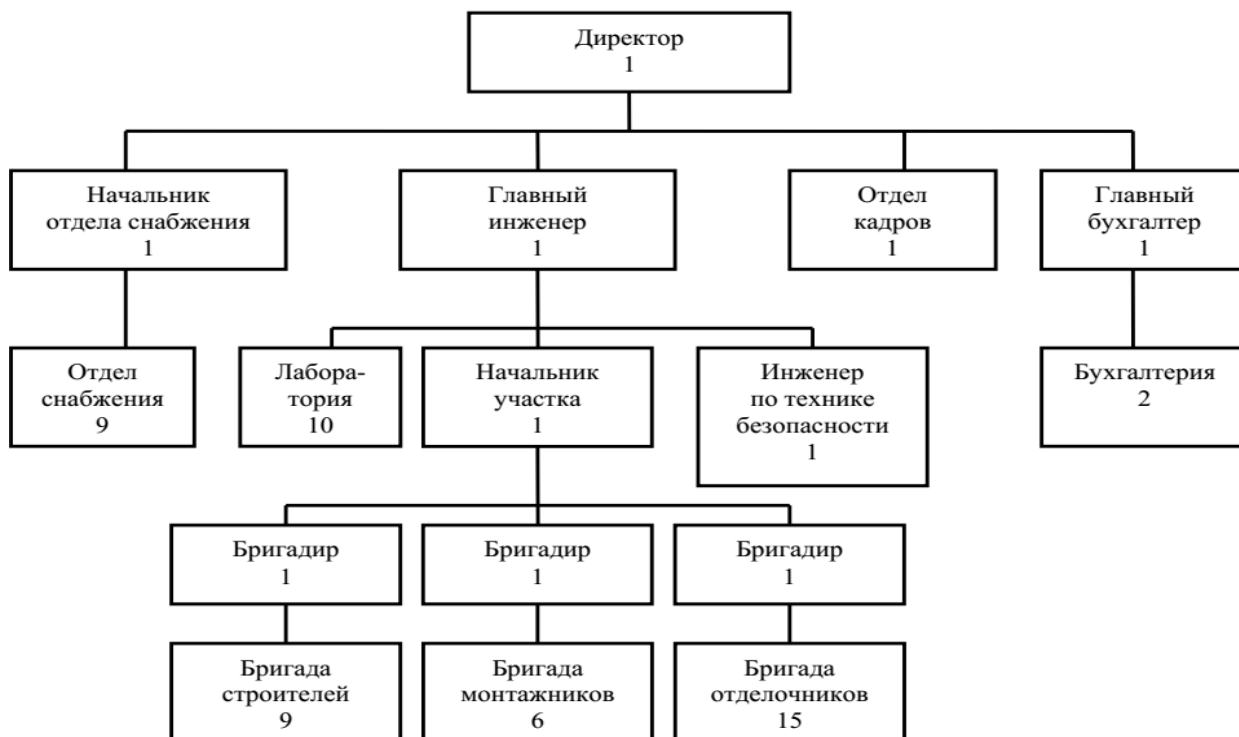 Директор
1
Начальник
отдела снабжения
1
Главный
инженер
1
Отдел
кадров
1
Главный
бухгалтер
1
Отдел
снабжения
9
Лабора-
тория
10
Начальник
участка
1
Инженер
по технике
безопасности
1
Бухгалтерия
2
Бригадир
1
Бригадир
1
Бригадир
1
Бригада
строителей
9
Бригада
монтажников
6
Бригада
отделочников
15